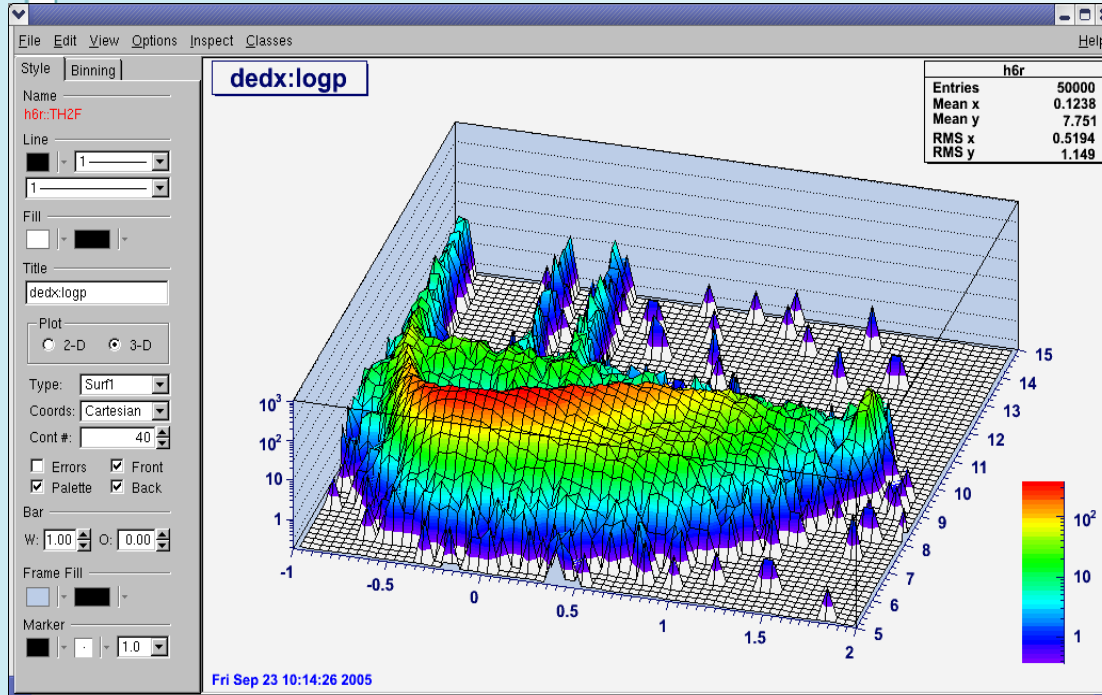 File Edit View Options Inspect Classes Help
Style Binning
Name
h6r::TH2F
Line
1
1
Fill
Title
dedx:logp
Plot
2-D 3-D
Type: Surf1
Coords: Cartesian
Cont #: 40
Errors Front
Palette Back
Bar
W: 1.00 O: 0.00
Frame Fill
Marker
1.0
dedx:logp
h6r
Entries 50000
Mean x 0.1238
Mean y 7.751
RMS x 0.5194
RMS y 1.149
10³
10²
10
1
-1
-0.5
0
0.5
1
1.5
2
5
6
7
8
9
10
11
12
13
14
15
10²
10
1
Fri Sep 23 10:14:26 2005